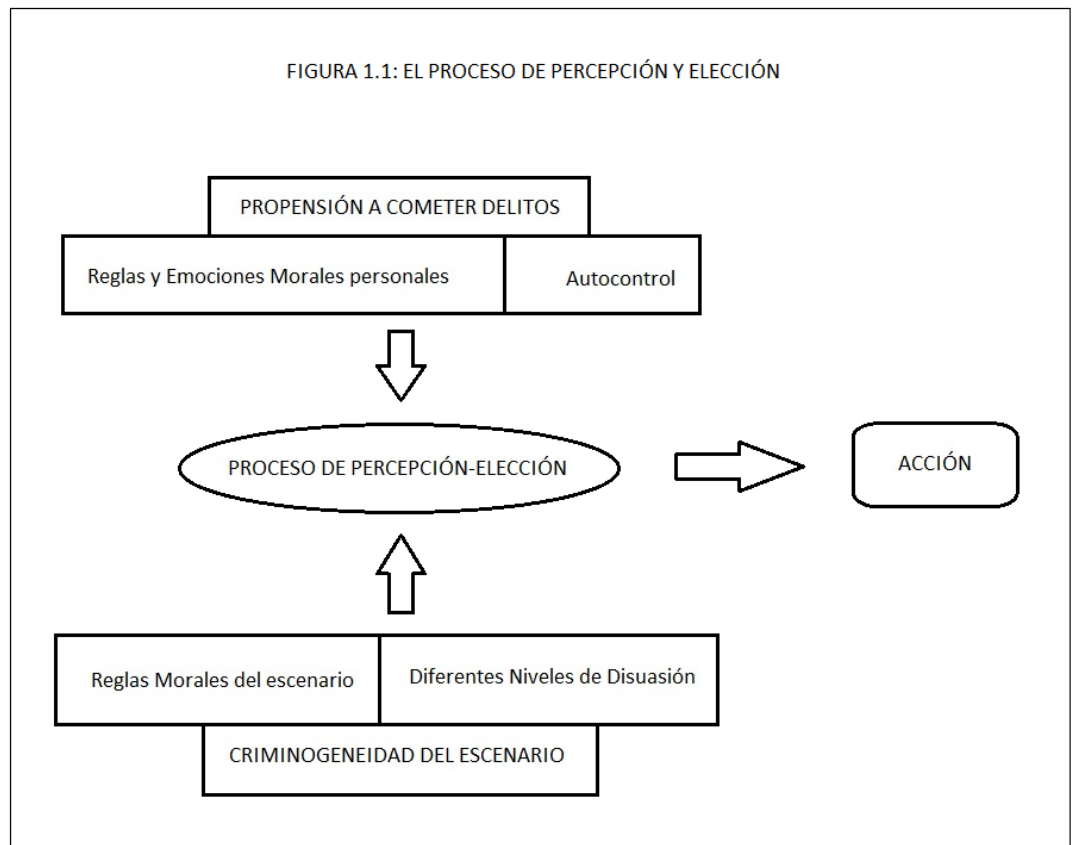 FIGURA 1.1: EL PROCESO DE PERCEPCIÓN Y ELECCIÓN
PROPENSIÓN A COMETER DELITOS
Reglas y Emociones Morales personales
Autocontrol
PROCESO DE PERCEPCIÓN-ELECCIÓN
ACCIÓN
Reglas Morales del escenario
Diferentes Niveles de Disuasión
CRIMINOGENEIDAD DEL ESCENARIO